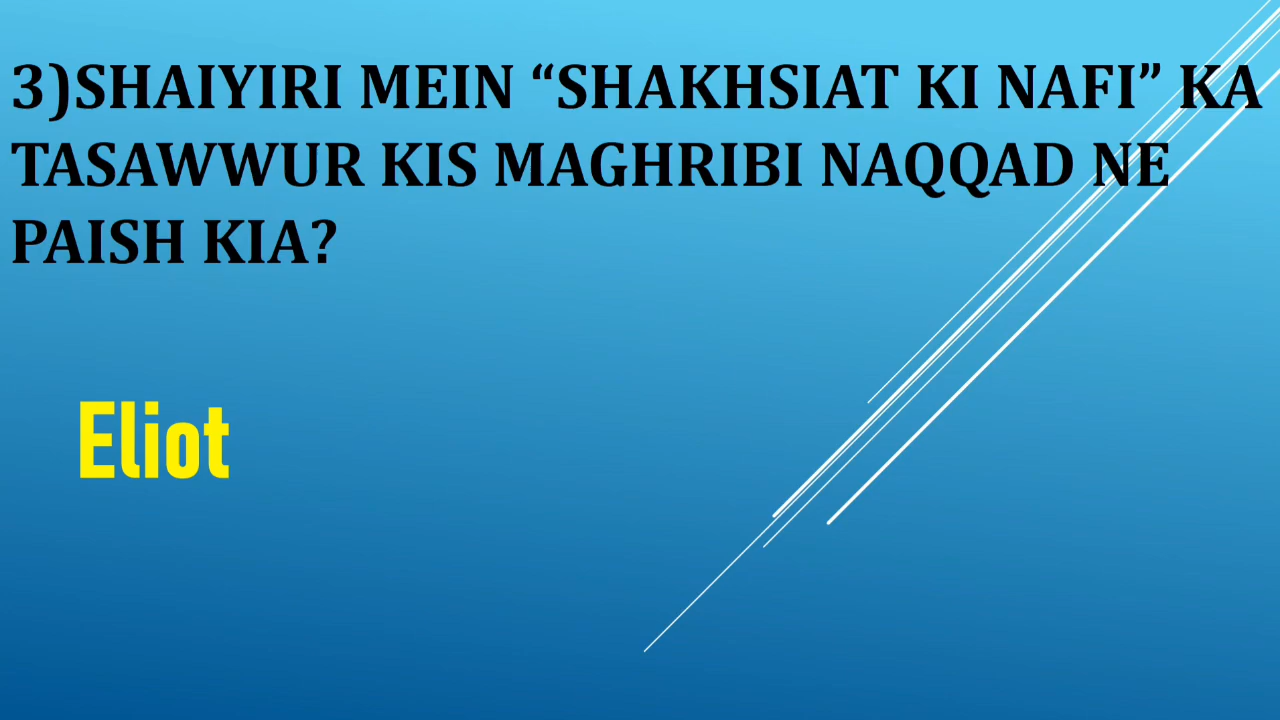 3)SHAIYIRI MEIN “SHAKHSIAT KI NAFI” KA
TASAWWUR KIS MAGHRIBI NAQQAD NE
PAISH KIA?
Eliot